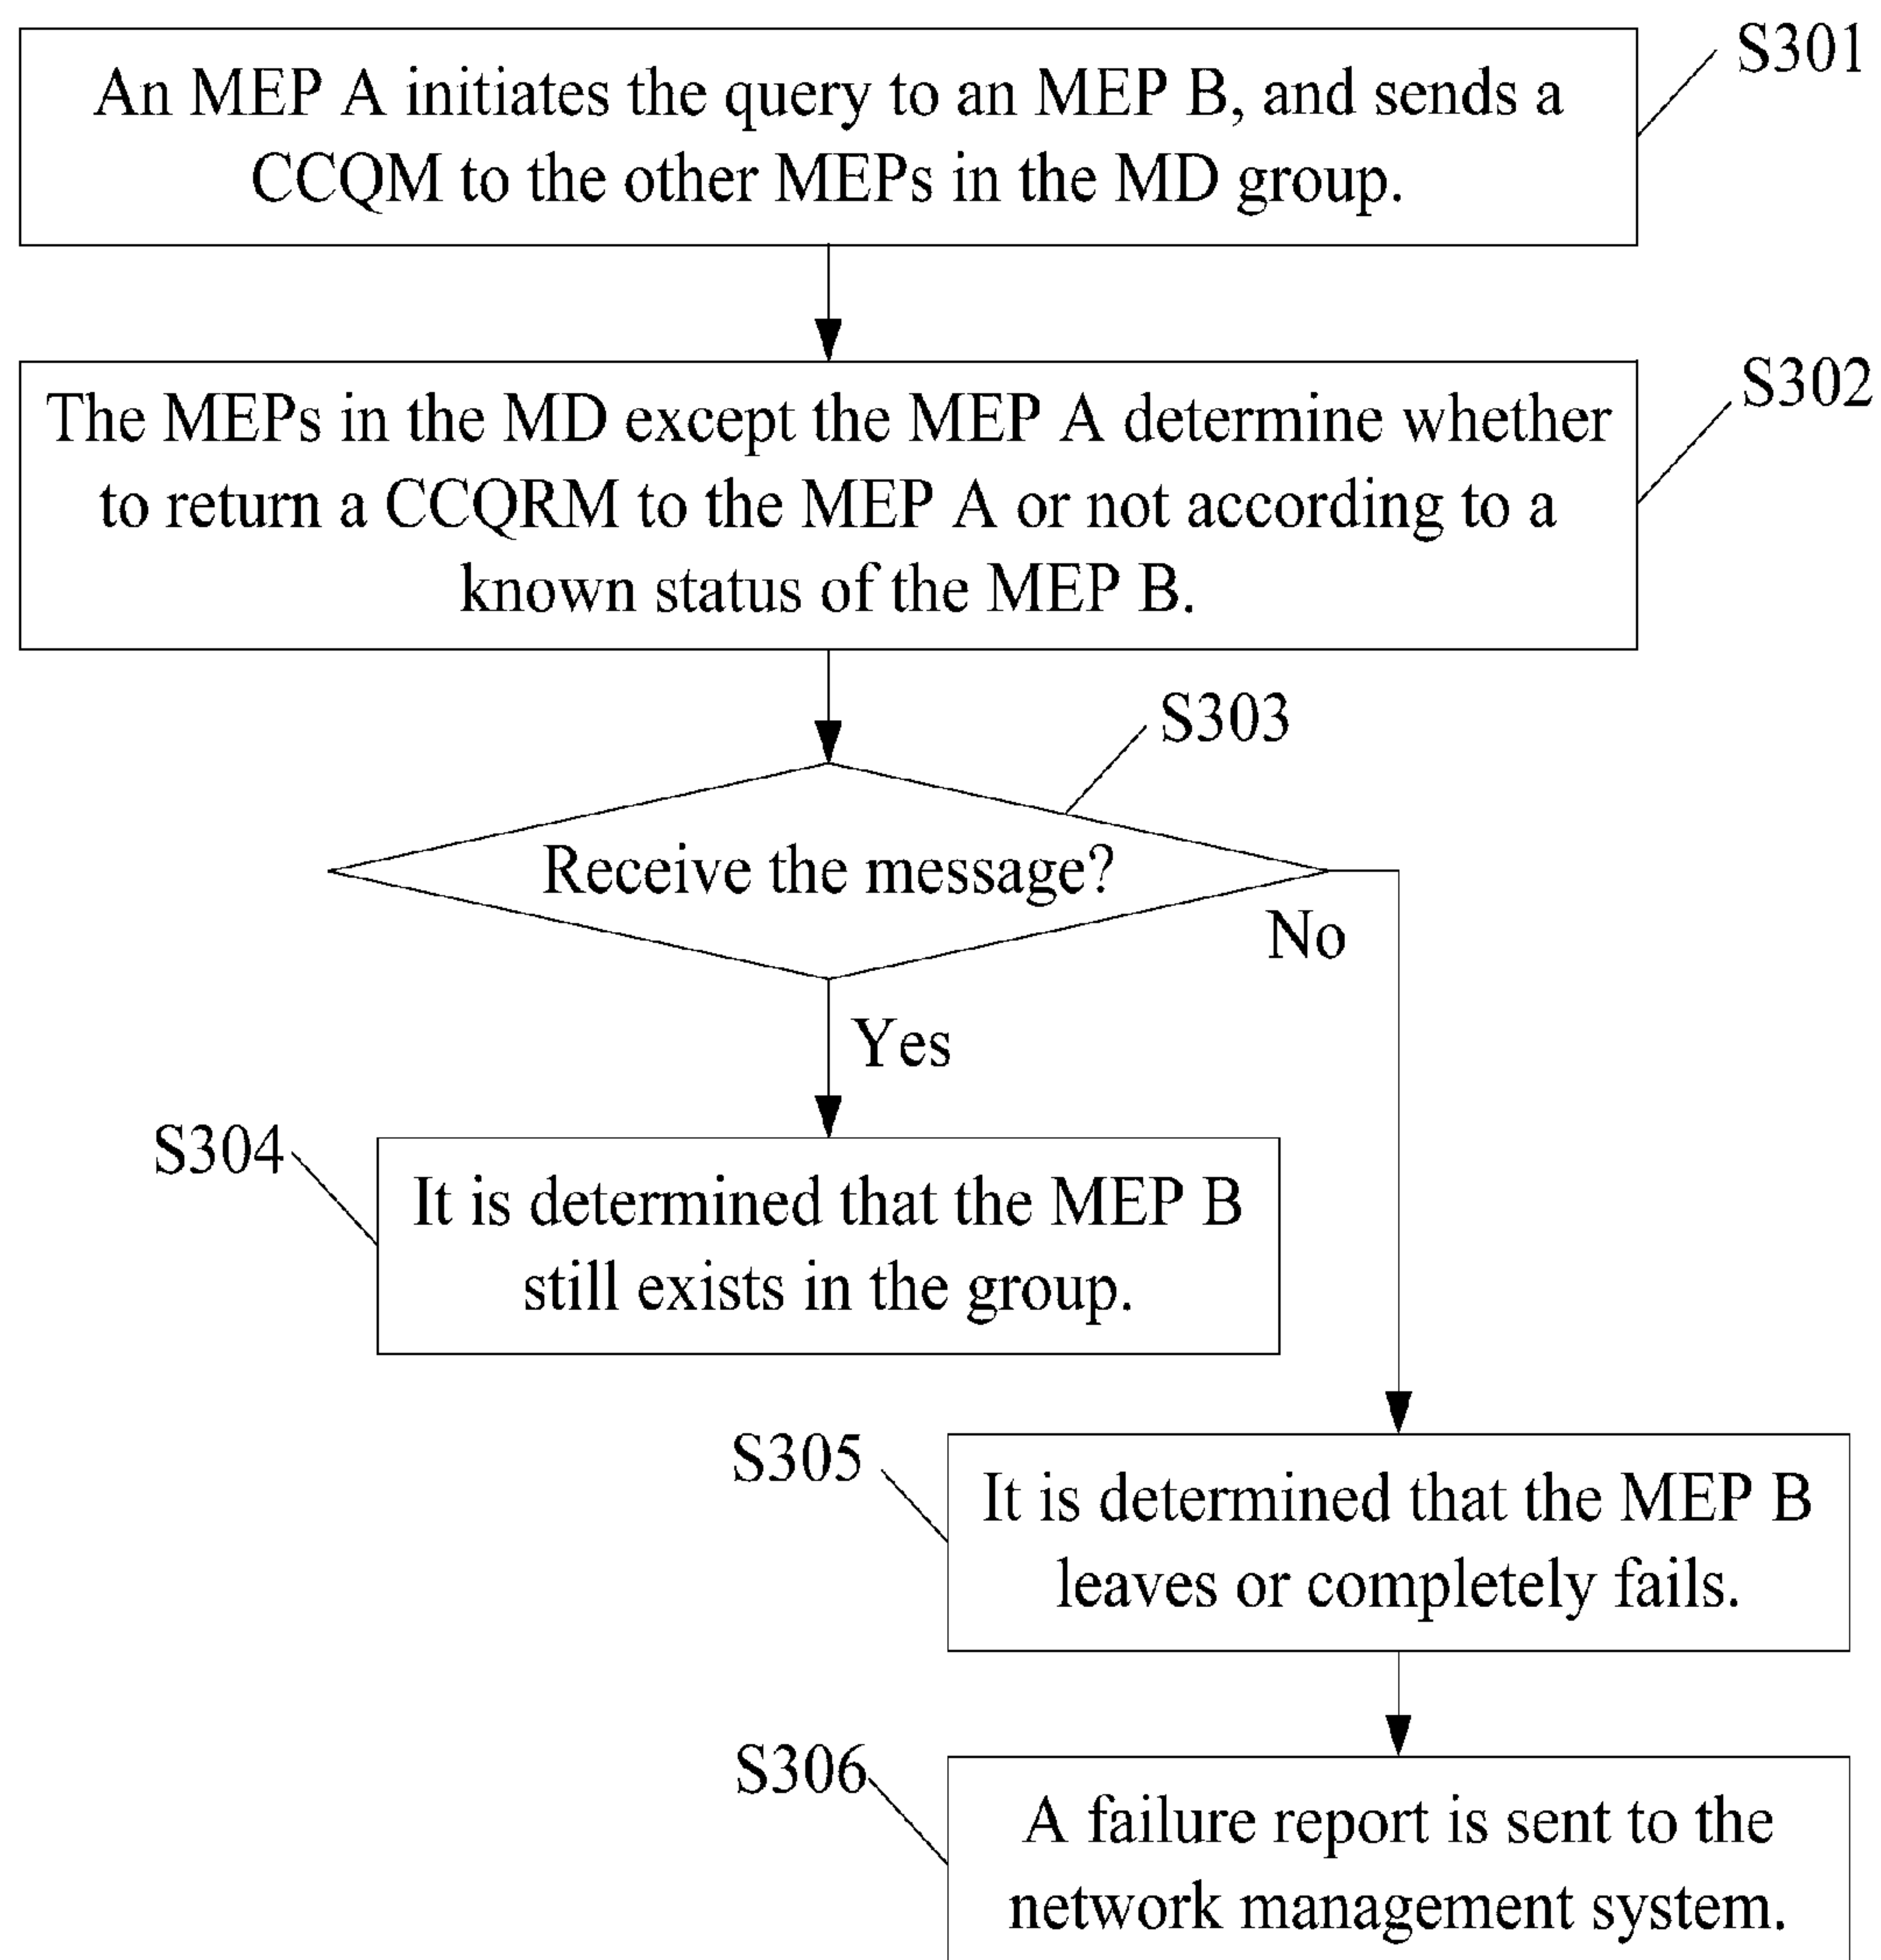 S301
An MEP A initiates the query to an MEP B, and sends a
CCQM to the other MEPs in the MD group.
S302
The MEPs in the MD except the MEP A determine whether
to return a CCQRM to the MEP A or not according to a
known status of the MEP B.
S303
Receive the message?
No
Yes
S304
It is determined that the MEP B
still exists in the group.
S305
It is determined that the MEP B
leaves or completely fails.
S306
A failure report is sent to the
network management system.